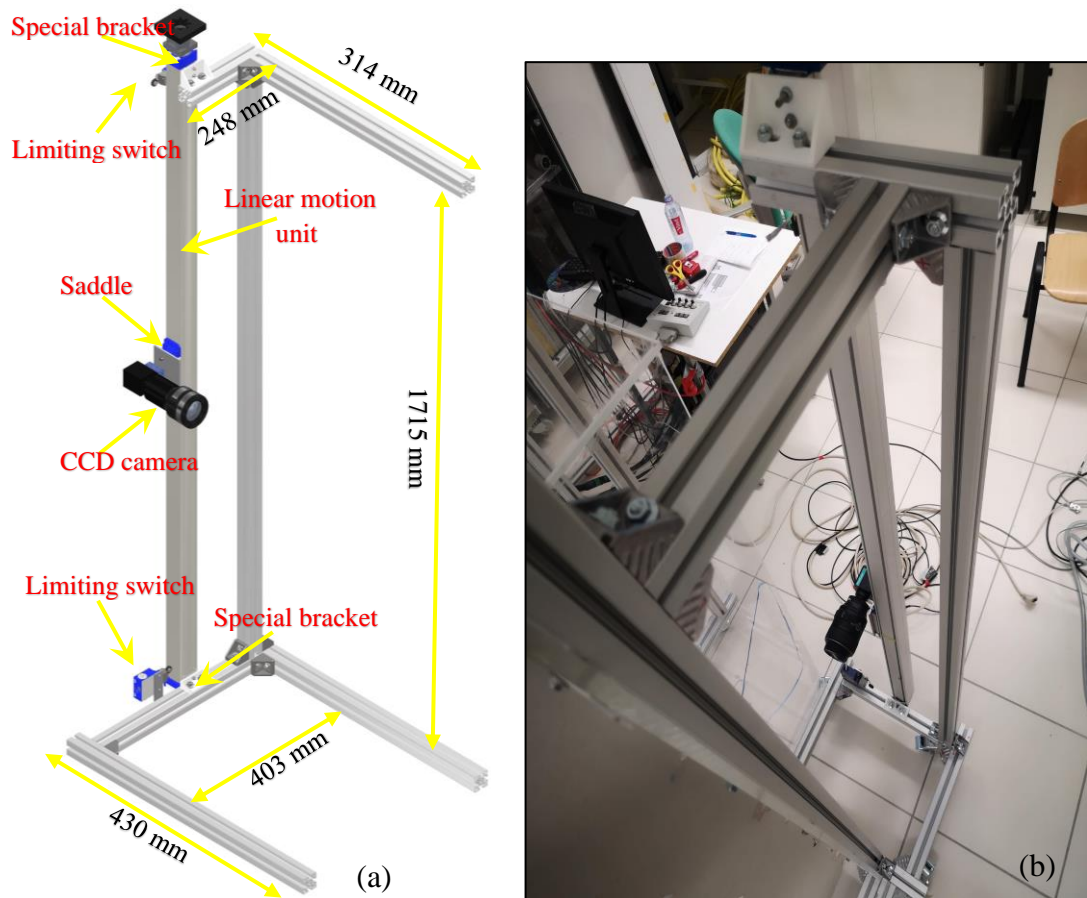 Special bracket
314 mm
248 mm
Limiting switch
Linear motion
unit
Saddle
1715 mm
CCD camera
Limiting switch
Special bracket
403 mm
430 mm
(a)
(b)